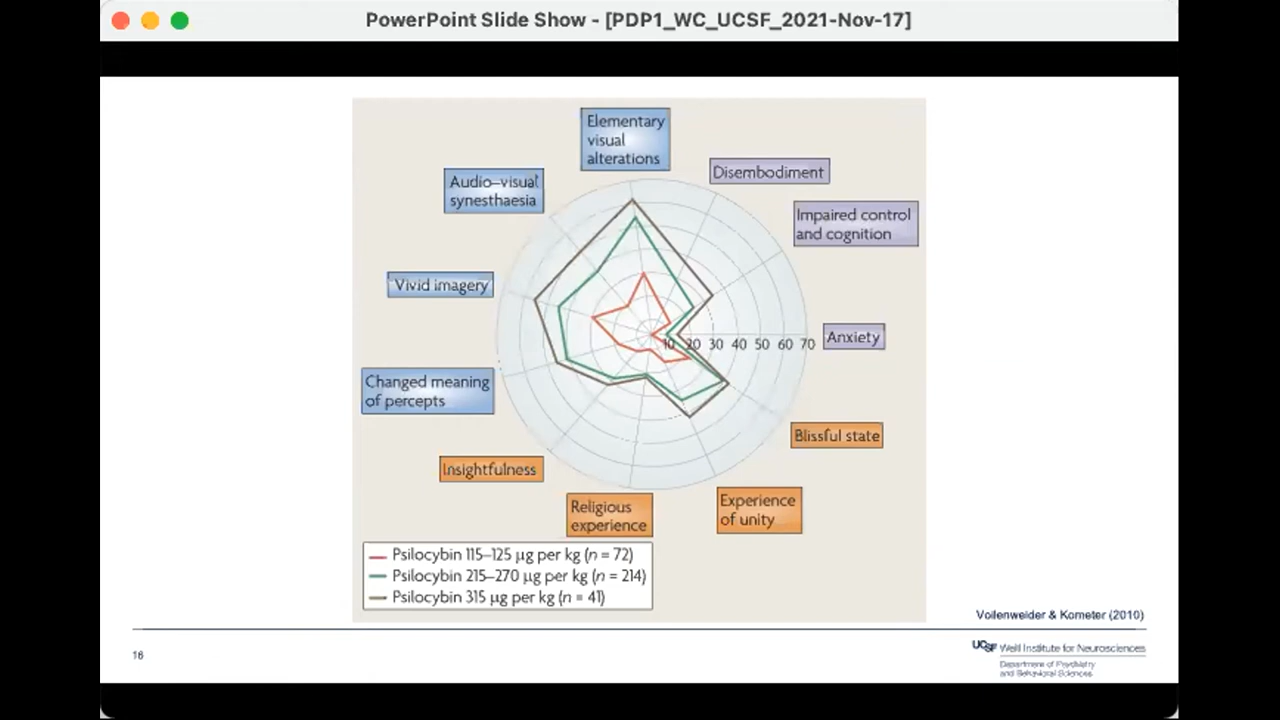 PowerPoint Slide Show - [PDP1_WC_UCSF_2021-Nov-17]
Elementary
visual
alterations
Disembodiment
Audio–visual
synesthaesia
Impaired control
and cognition
Vivid imagery
Anxiety
10 20 30 40 50 60 70
Changed meaning
of percepts
Blissful state
Insightfulness
Religious
experience
Experience
of unity
Psilocybin 115–125 μg per kg (n = 72)
Psilocybin 215–270 μg per kg (n = 214)
Psilocybin 315 μg per kg (n = 41)
Vollenweider & Kometer (2010)
16
UCSF Weill Institute for Neurosciences
Department of Psychiatry
and Behavioral Sciences